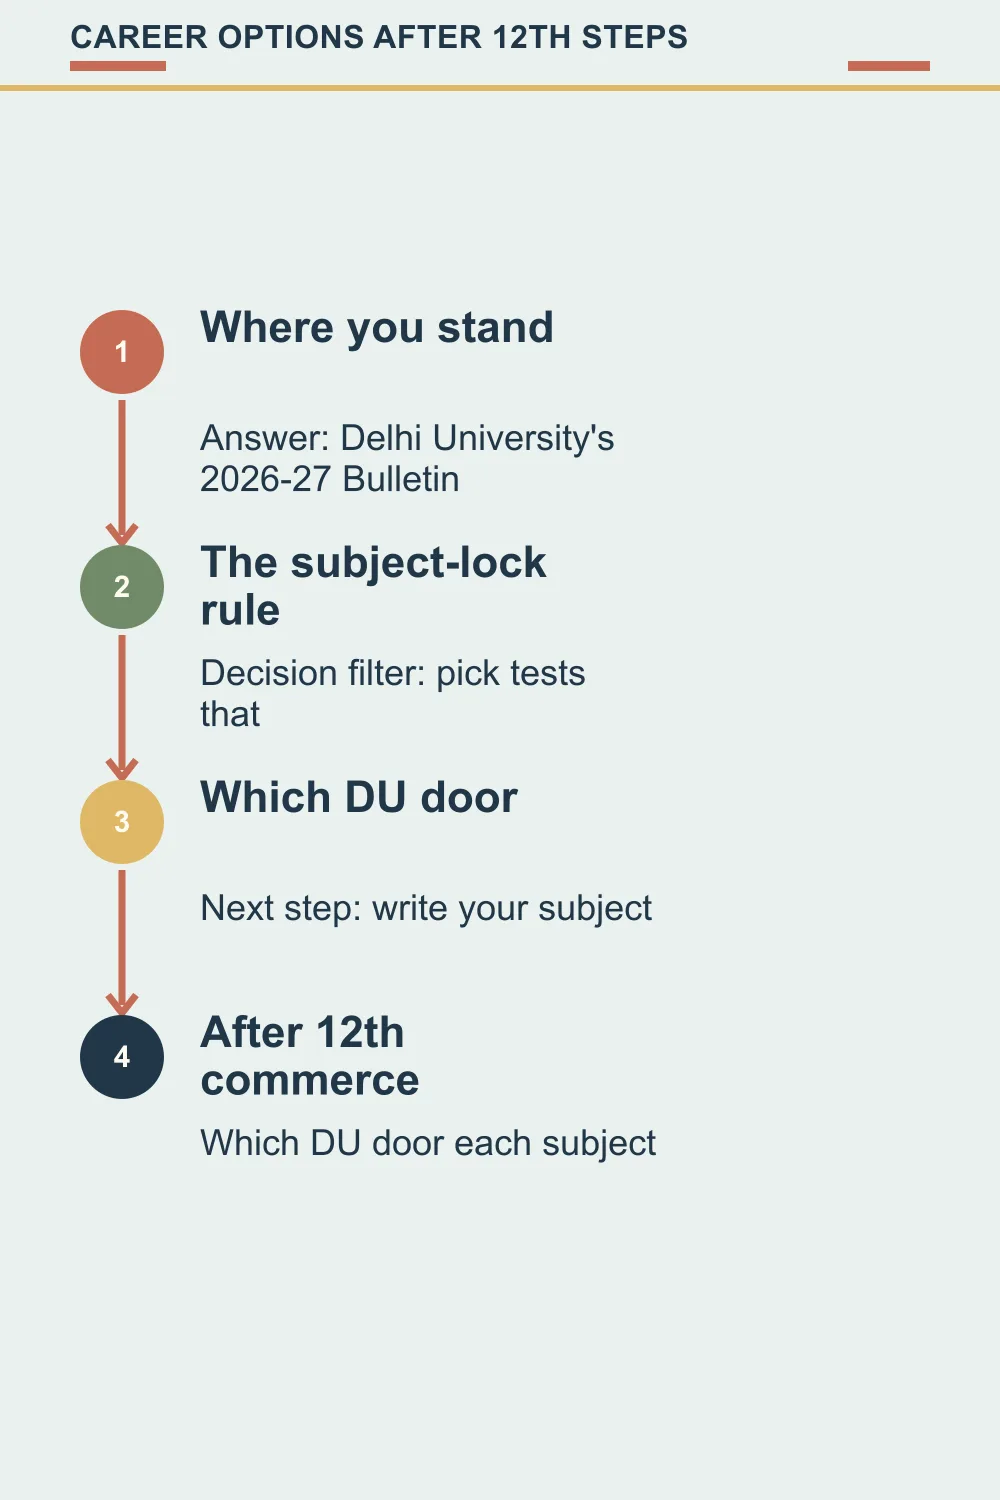 CAREER OPTIONS AFTER 12TH STEPS
1
Where you stand
Answer: Delhi University's
2026-27 Bulletin
2
The subject-lock
rule
Decision filter: pick tests
that
3
Which DU door
Next step: write your subject
4
After 12th
commerce
Which DU door each subject